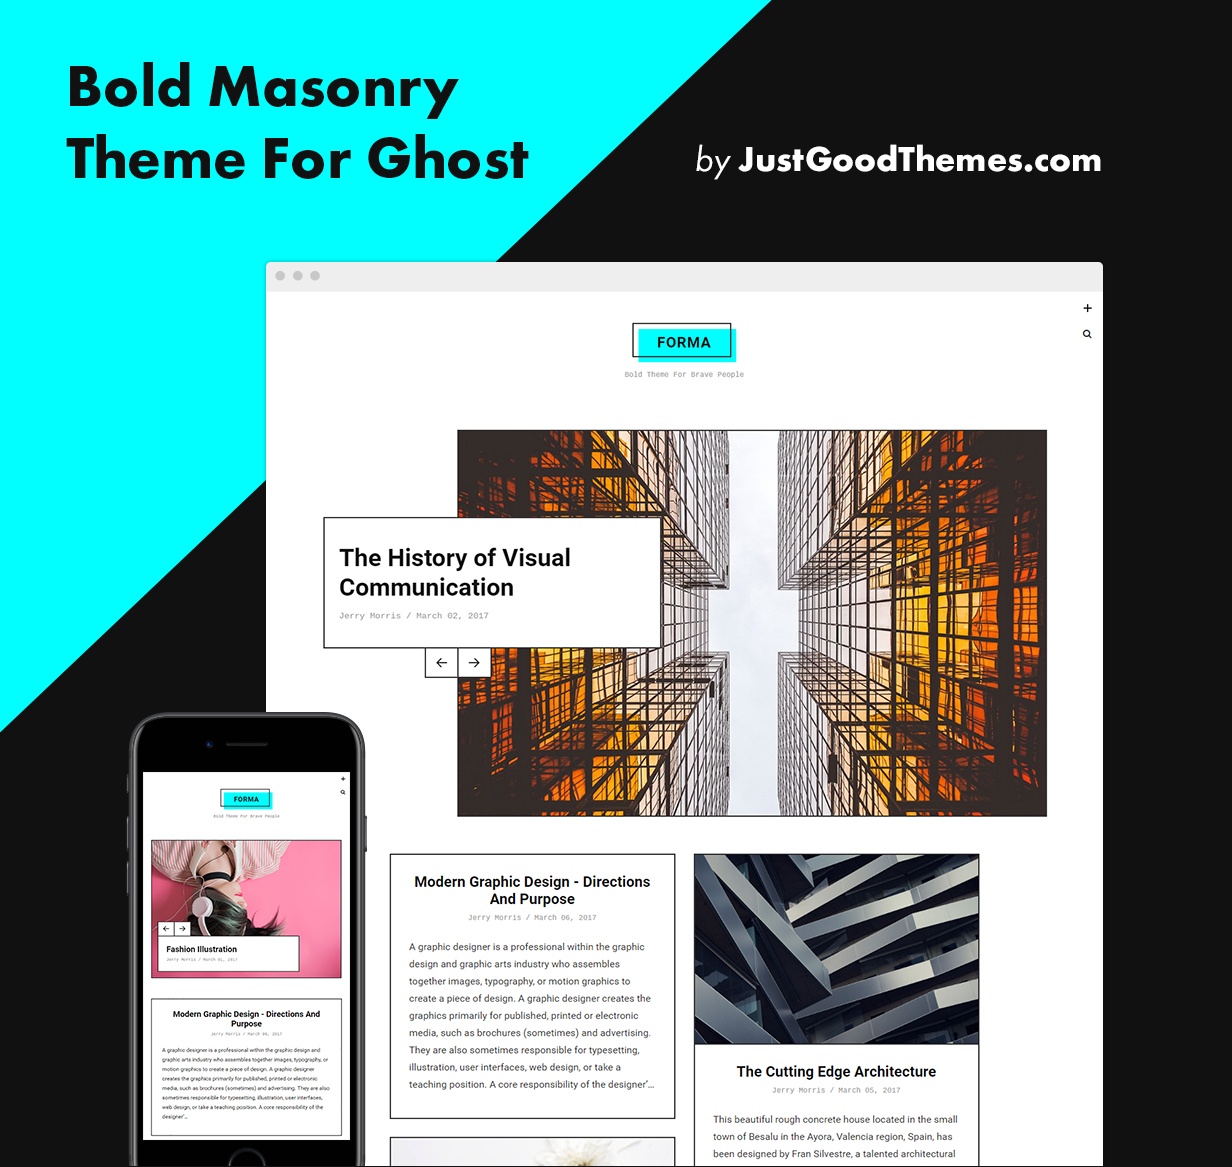 Bold Masonry
Theme For Ghost
by JustGoodThemes.com
FORMA
Bold Theme For Brave People
The History of Visual
Communication
Jerry Morris / March 02, 2017
Modern Graphic Design - Directions
And Purpose
Jerry Morris / March 06, 2017
A graphic designer is a professional within the graphic
design and graphic arts industry who assembles
together images, typography, or motion graphics to
create a piece of design. A graphic designer creates the
graphics primarily for published, printed or electronic
media, such as brochures (sometimes) and advertising.
They are also sometimes responsible for typesetting,
illustration, user interfaces, web design, or take a
teaching position. A core responsibility of the designer'...
The Cutting Edge Architecture
Jerry Morris / March 05, 2017
This beautiful rough concrete house located in the small
town of Besalu in the Ayora, Valencia region, Spain, has
been designed by Fran Silvestre, a talented architectural
FORMA
Bold Theme For Brave People
Fashion Illustration
Jerry Morris / March 01, 2017
Modern Graphic Design - Directions And
Purpose
Jerry Morris / March 06, 2017
A graphic designer is a professional within the graphic design and
graphic arts industry who assembles together images, typography, or
motion graphics to create a piece of design. A graphic designer
creates the graphics primarily for published, printed or electronic
media, such as brochures (sometimes) and advertising. They are also
sometimes responsible for typesetting, illustration, user interfaces,
web design, or take a teaching position. A core responsibility of the
designer'...